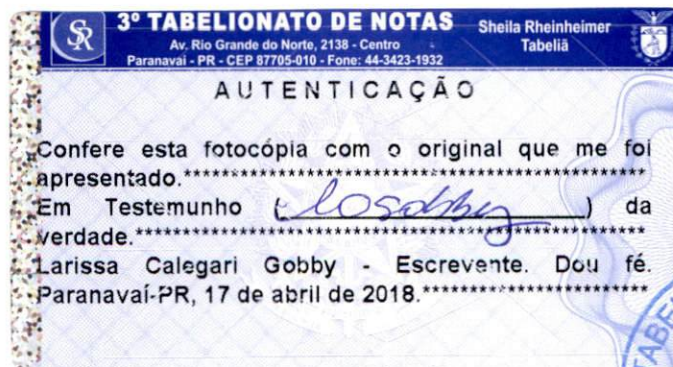 SR
3º TABELIONATO DE NOTAS
Sheila Rheinheimer
Tabeliã
Av. Rio Grande do Norte, 2138 - Centro
Paranavaí - PR - CEP 87705-010 - Fone: 44-3423-1932
AUTENTICAÇÃO
Confere esta fotocópia com o original que me foi
apresentado.***********************************************
Em Testemunho ( ) da
verdade.****************************************************
Larissa Calegari Gobby - Escrevente. Dou fé.
Paranavaí-PR, 17 de abril de 2018.***********************